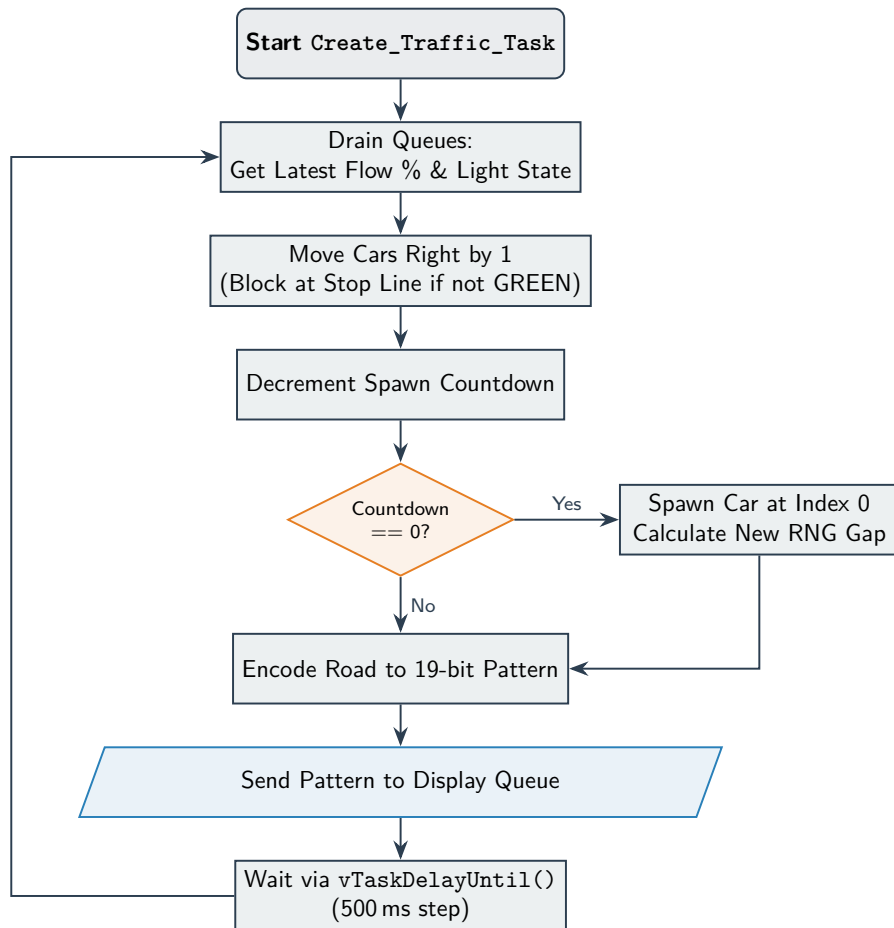 Start Create_Traffic_Task
Drain Queues:
Get Latest Flow % & Light State
Move Cars Right by 1
(Block at Stop Line if not GREEN)
Decrement Spawn Countdown
Countdown
== 0?
Yes
Spawn Car at Index 0
Calculate New RNG Gap
No
Encode Road to 19-bit Pattern
Send Pattern to Display Queue
Wait via vTaskDelayUntil()
(500 ms step)